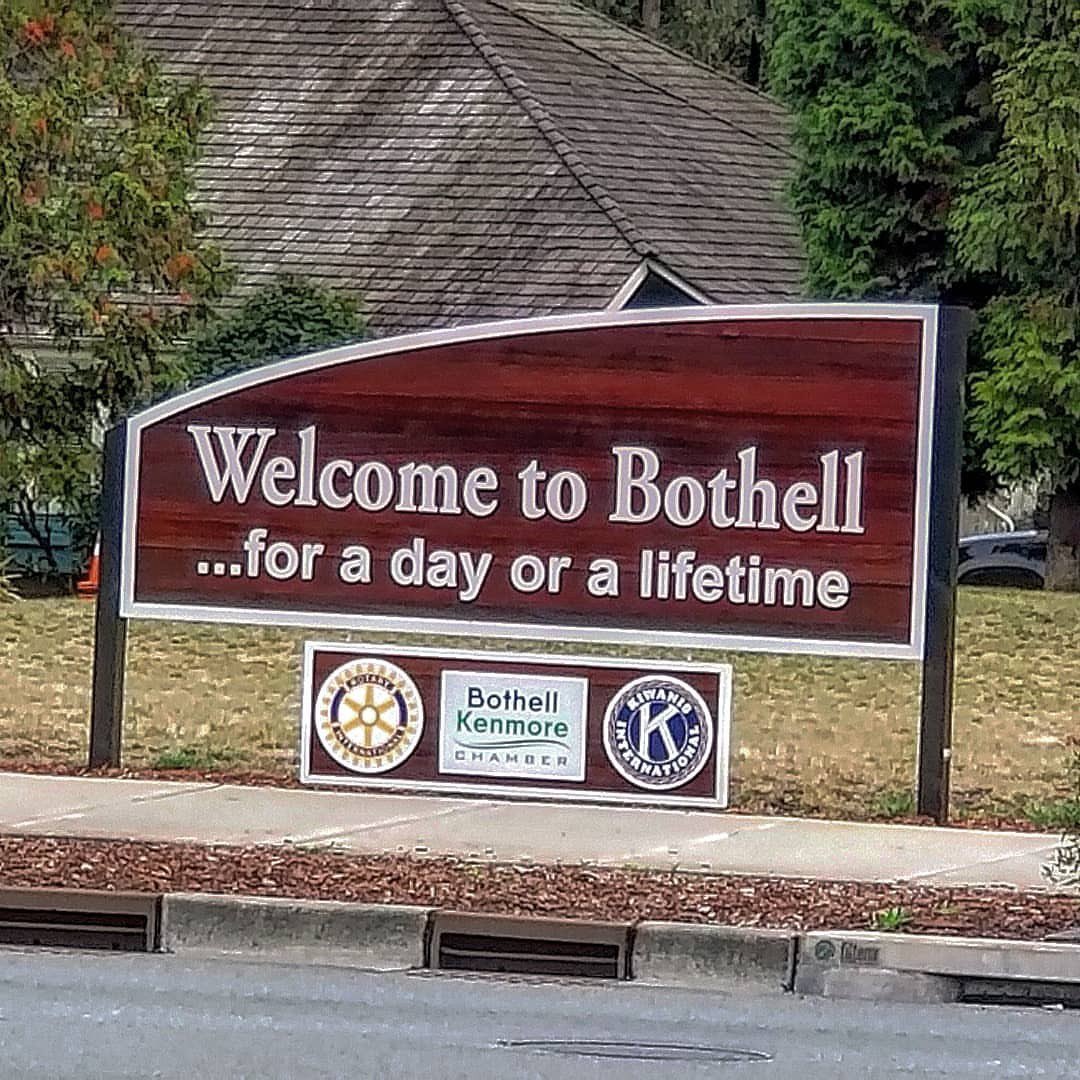 Welcome to Bothell
...for a day or a lifetime
ROTARY
INTERNATIONAL
Bothell
Kenmore
CHAMBER
KIWANIS
K
INTERNATIONAL